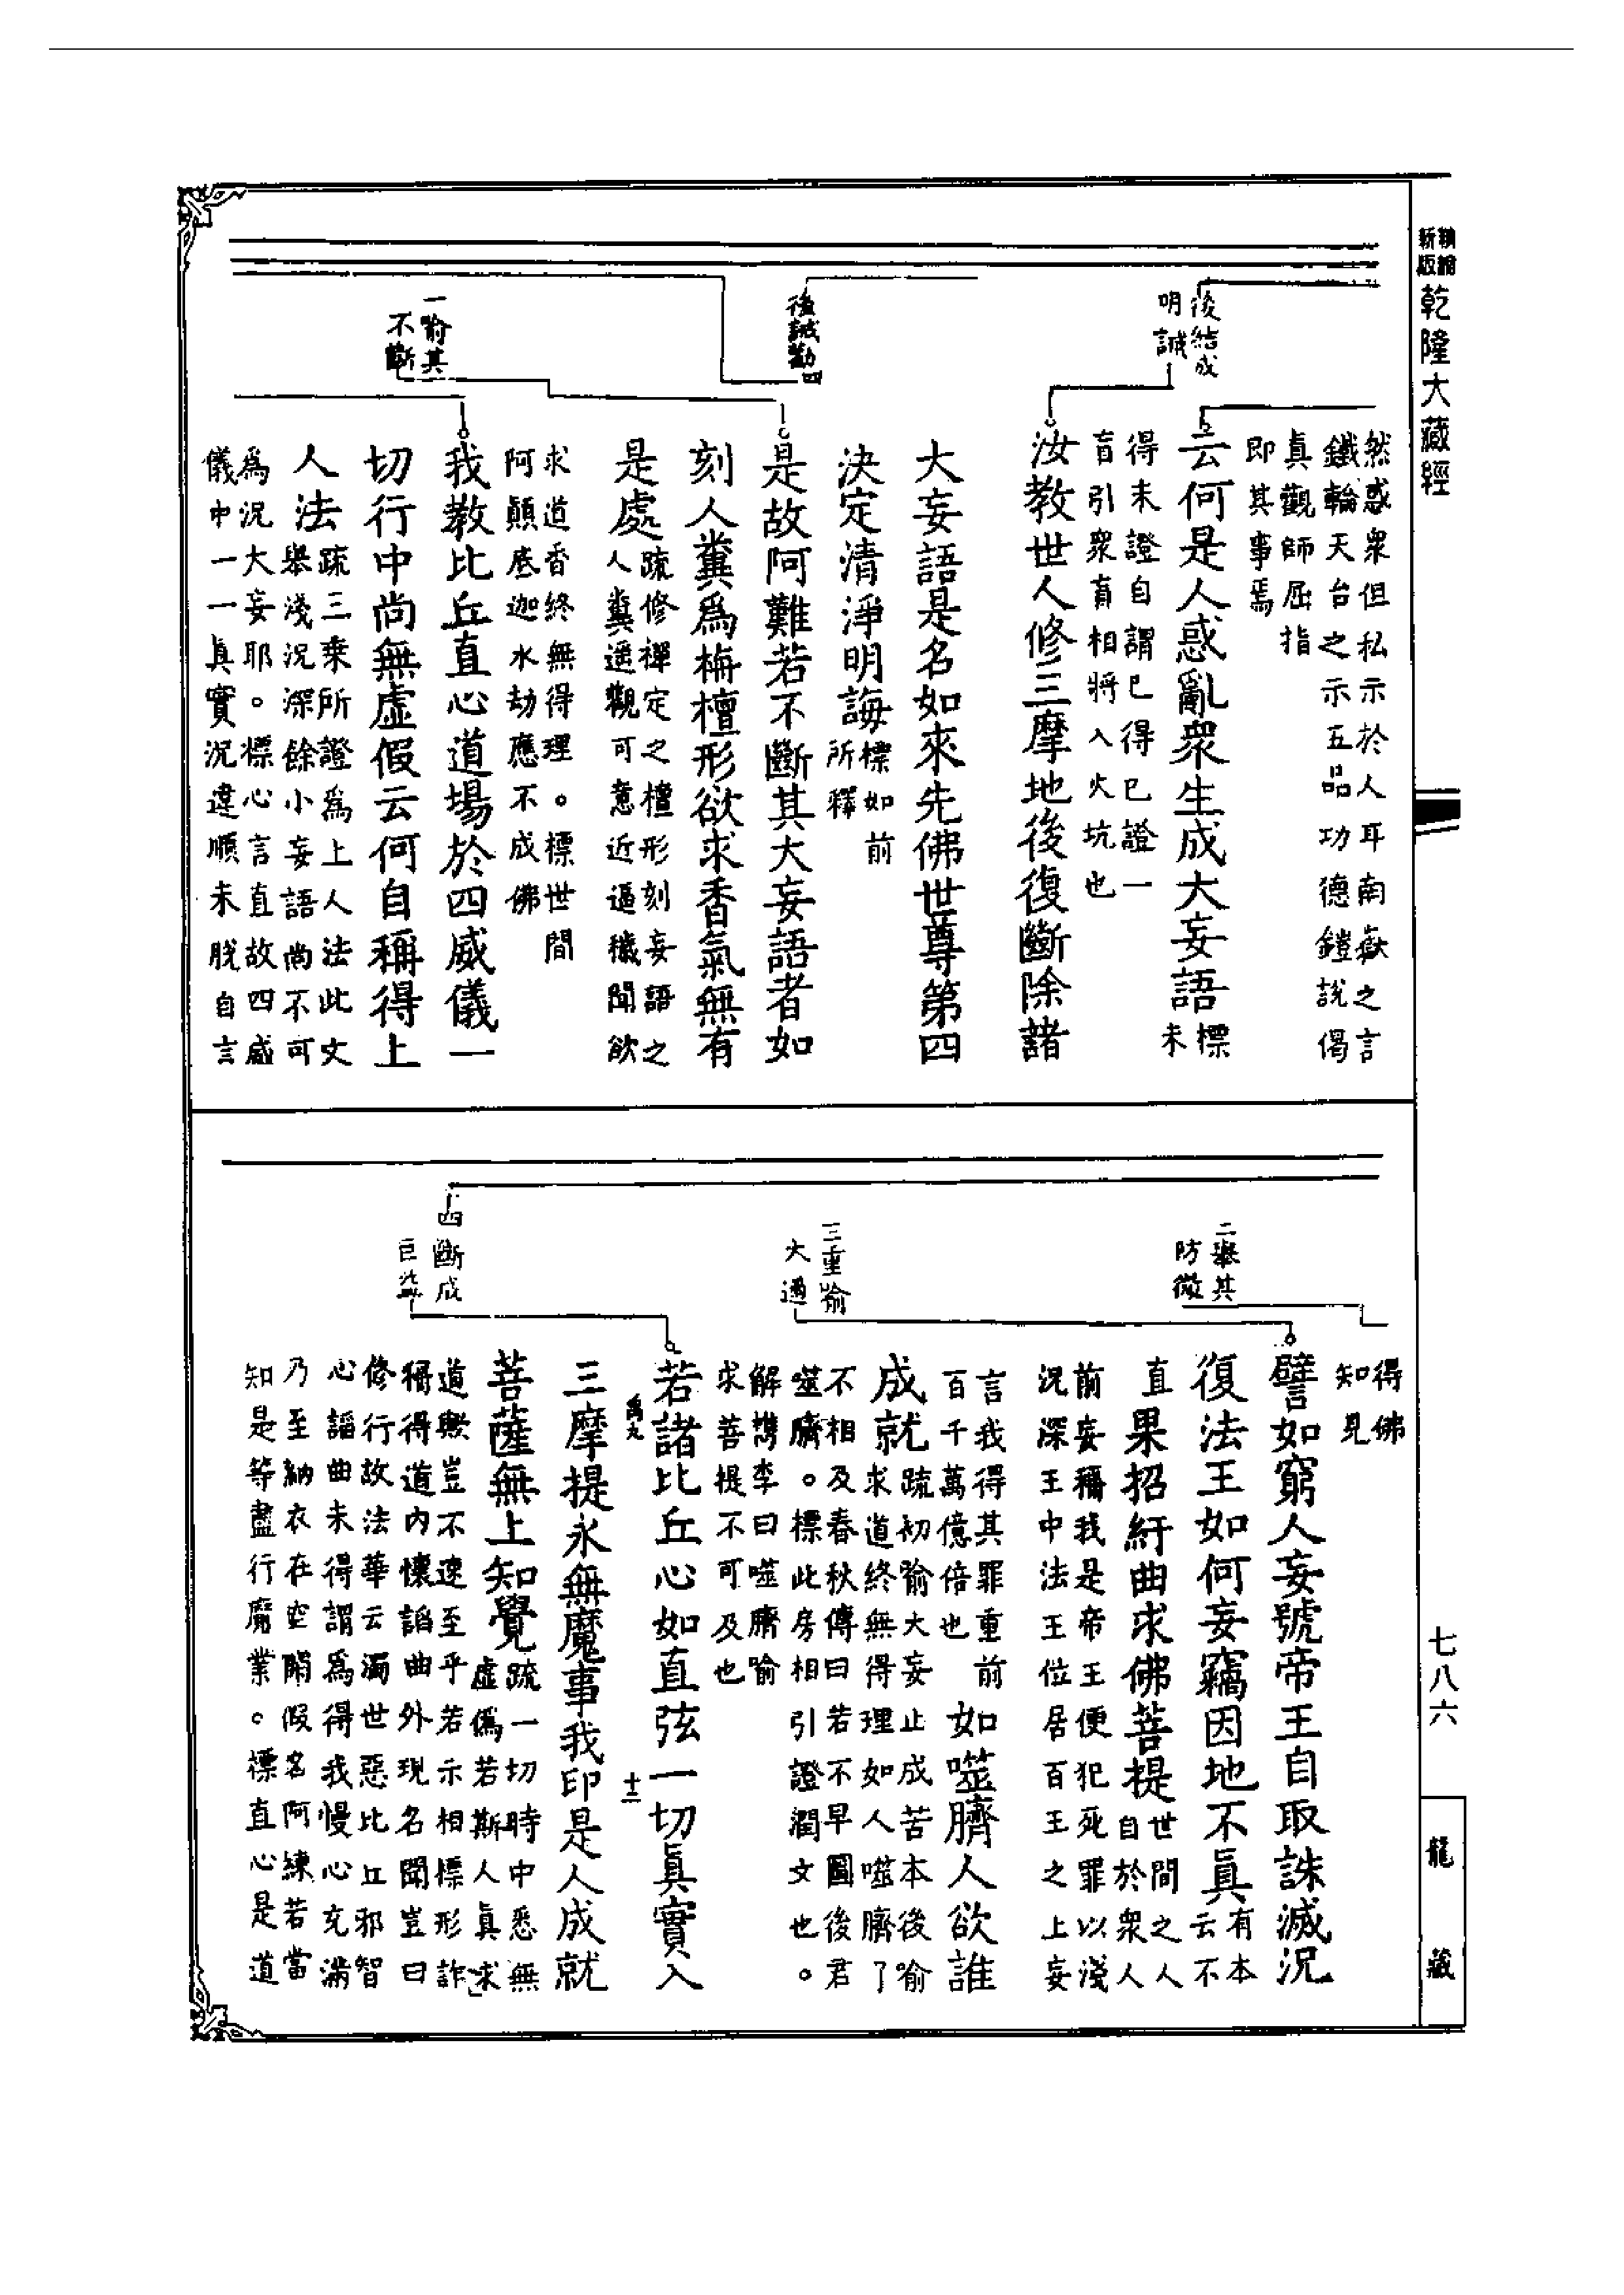 新版
乾隆大藏經
後結成
明誡
後誡勸四
一喻其
不斷
然惑衆但私示於人耳南嶽之言
鐵輪天台之示五品功德鎧說偈
真觀師屈指
即其事焉
云何是人惑亂衆生成大妄語標
未
得未證自謂已得已證一
盲引衆盲相將入火坑也
汝教世人修三摩地後復斷除諸
大妄語是名如來先佛世尊第四
決定清淨明誨標如前
所釋
是故阿難若不斷其大妄語者如
刻人糞爲栴檀形欲求香氣無有
是處疏修禪定之檀形刻妄語之
人糞遥觀可意近逼穢聞欲
求道香終無得理。標世間
阿顛底迦水劫應不成佛
我教比丘直心道場於四威儀一
切行中尚無虛假云何自稱得上
人法疏三乗所證爲上人法此文
舉淺況深餘小妄語尚不可
爲況大妄耶。標心言直故四威
儀中一一真實況違順未脫自言
二舉其
防微
三重喻
大過
四斷成
巨益
得佛
知見
譬如窮人妄號帝王自取誅滅況
復法王如何妄竊因地不眞有本
云不
直果招紆曲求佛菩提世間之人
自於衆人
前妄稱我是帝王便犯死罪以淺
況深王中法王位居百王之上妄
言我得其罪重前
百千萬億倍也
如噬臍人欲誰
成就疏初喻大妄止成苦本後喻
求道終無得理如人噬臍了
不相及春秋傳曰若不早圖後君
噬臍。標此房相引證潤文也。
解儁李曰噬臍喻
求菩提不可及也
若諸比丘心如直弦一切眞實入
三摩提永無魔事我印是人成就
菩薩無上知覺疏一切時中悉無
虛僞若斯人眞求
道歟豈不速至乎若示相標形詐
稱得道内懷諂曲外現名聞豈曰
修行故法華云濁世惡比丘邪智
心諂曲未得謂爲得我慢心充滿
乃至納衣在空閑假名阿練若當
知是等盡行魔業。標直心是道
七八六
龍藏